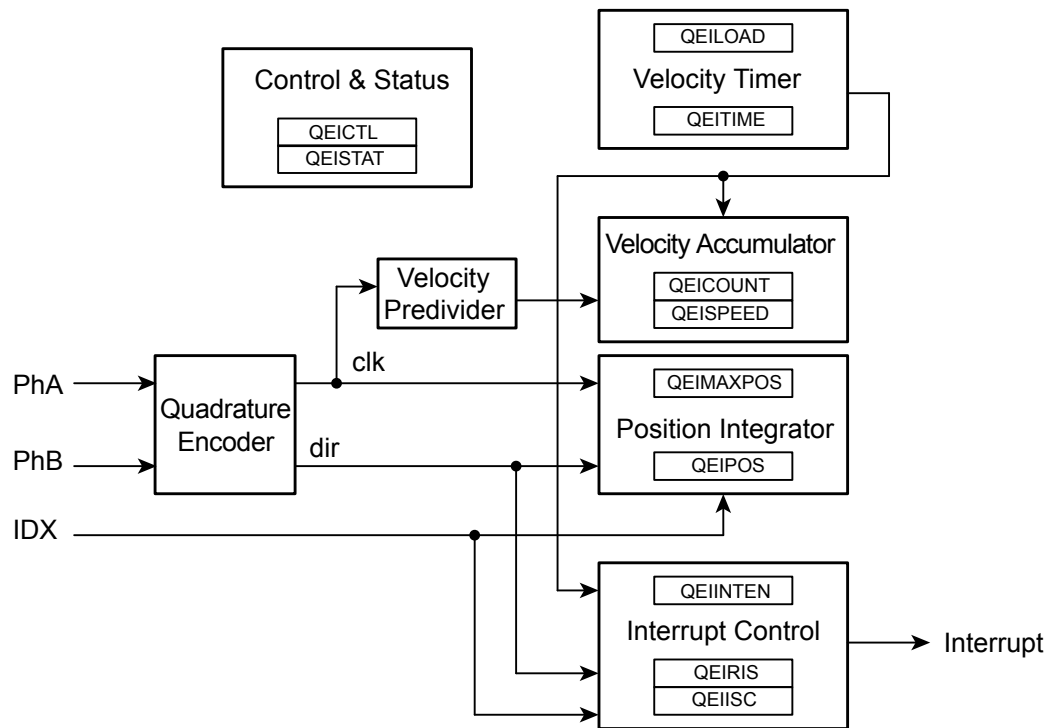 QEILOAD
Velocity Timer
QEITIME
Control & Status
QEICTL
QEISTAT
Velocity Accumulator
QEICOUNT
QEISPEED
Velocity
Predivider
clk
PhA
Quadrature
Encoder
PhB
dir
QEIMAXPOS
Position Integrator
QEIPOS
IDX
QEIINTEN
Interrupt Control
QEIRIS
QEIISC
Interrupt